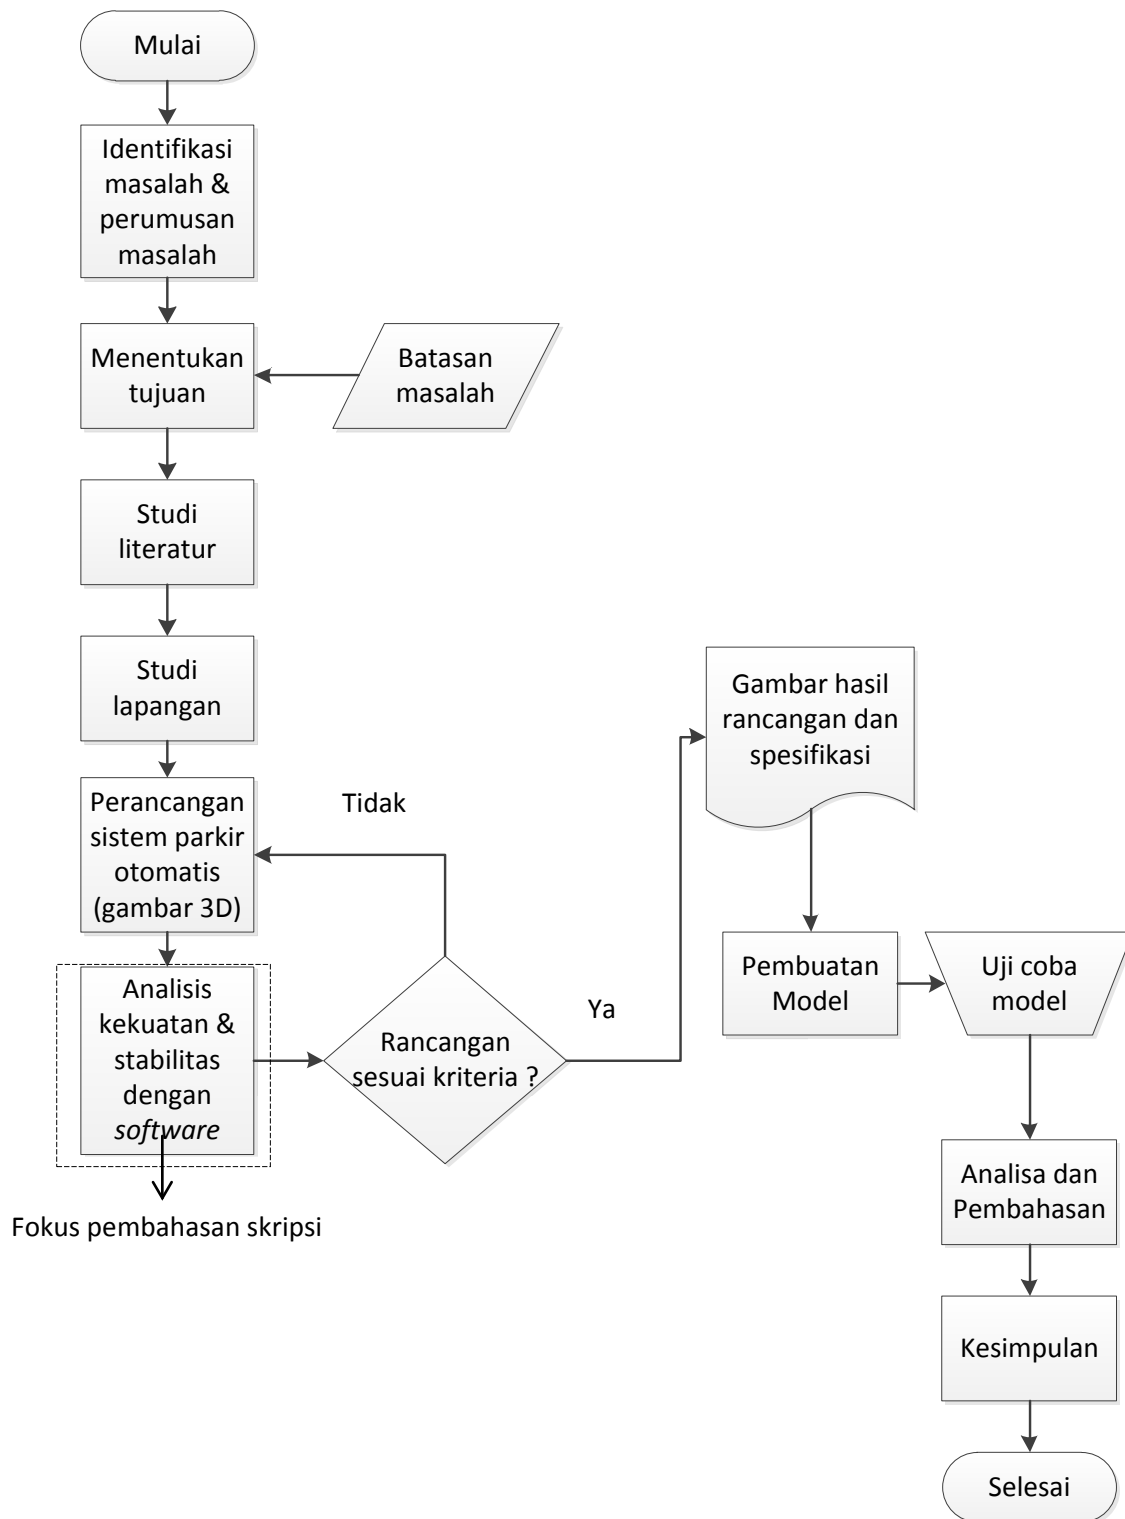 Mulai
Identifikasi
masalah &
perumusan
masalah
Menentukan
tujuan
Batasan
masalah
Studi
literatur
Studi
lapangan
Perancangan
sistem parkir
otomatis
(gambar 3D)
Tidak
Analisis
kekuatan &
stabilitas
dengan
software
Fokus pembahasan skripsi
Rancangan
sesuai kriteria ?
Ya
Gambar hasil
rancangan dan
spesifikasi
Pembuatan
Model
Uji coba
model
Analisa dan
Pembahasan
Kesimpulan
Selesai